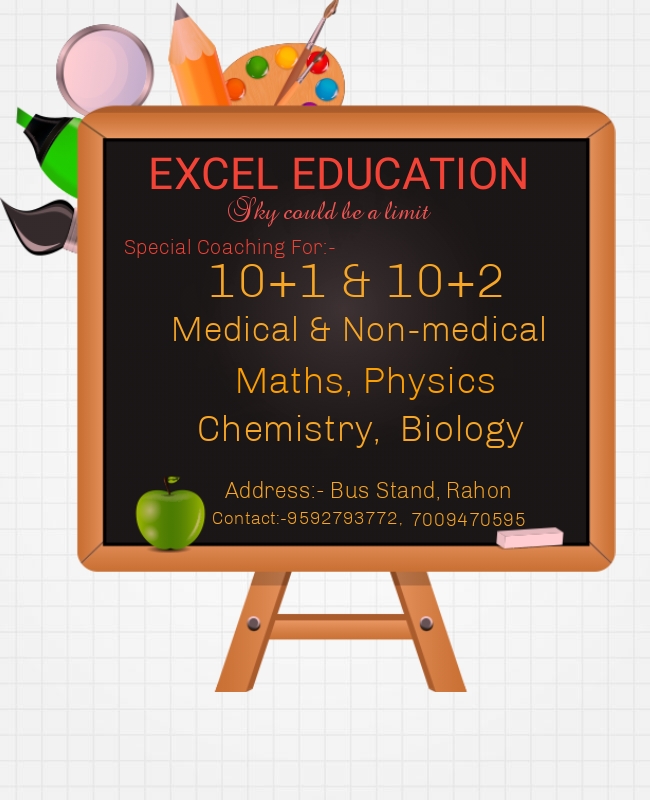 EXCEL EDUCATION
Sky could be a limit
Special Coaching For:-
10+1 & 10+2
Medical & Non-medical
Maths, Physics
Chemistry, Biology
Address:- Bus Stand, Rahon
Contact:-9592793772, 7009470595